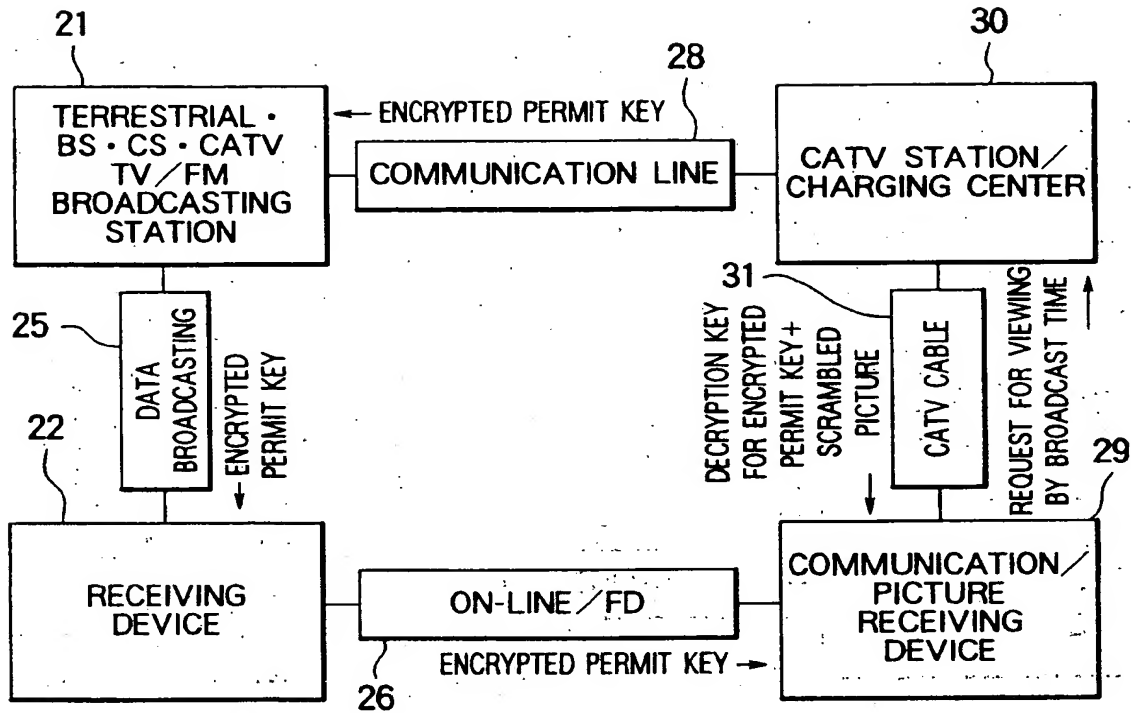 21
TERRESTRIAL・
BS・CS・CATV
TV／FM
BROADCASTING
STATION
← ENCRYPTED PERMIT KEY
28
COMMUNICATION LINE
30
CATV STATION／
CHARGING CENTER
25
DATA
BROADCASTING
ENCRYPTED
PERMIT KEY
↓
31
DECRYPTION KEY
FOR ENCRYPTED
PERMIT KEY+
SCRAMBLED
PICTURE
↓
CATV CABLE
REQUEST FOR VIEWING
BY BROADCAST TIME
↑
22
RECEIVING
DEVICE
ON-LINE／FD
26
ENCRYPTED PERMIT KEY →
29
COMMUNICATION／
PICTURE
RECEIVING
DEVICE